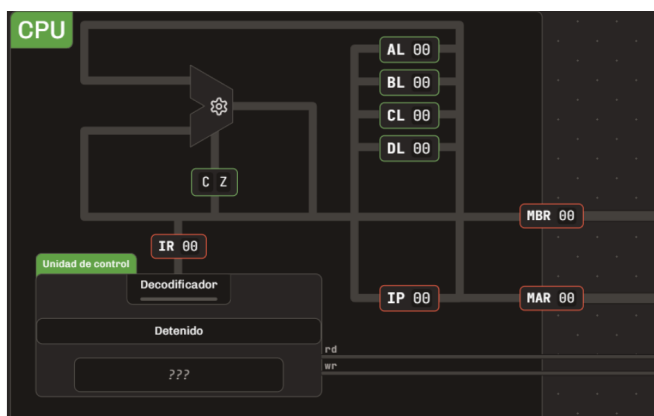 CPU
AL 00
BL 00
CL 00
DL 00
C Z
MBR 00
IR 00
Unidad de control
Decodificador
IP 00
MAR 00
Detenido
rd
wr
???